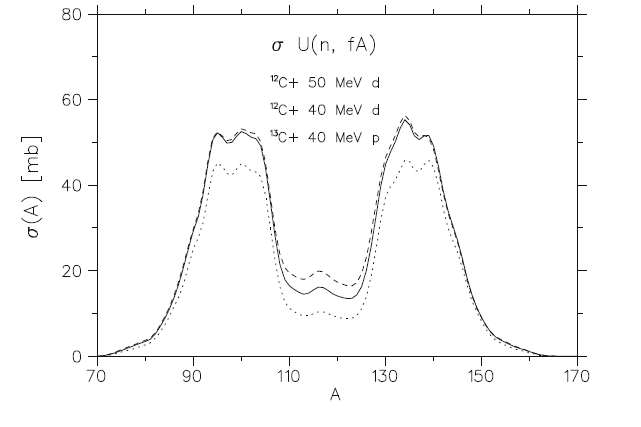 80
60
40
20
0
σ(A) [mb]
σ U(n, fA)
¹²C+ 50 MeV d
¹²C+ 40 MeV d
¹³C+ 40 MeV p
70 90 110 130 150 170
A